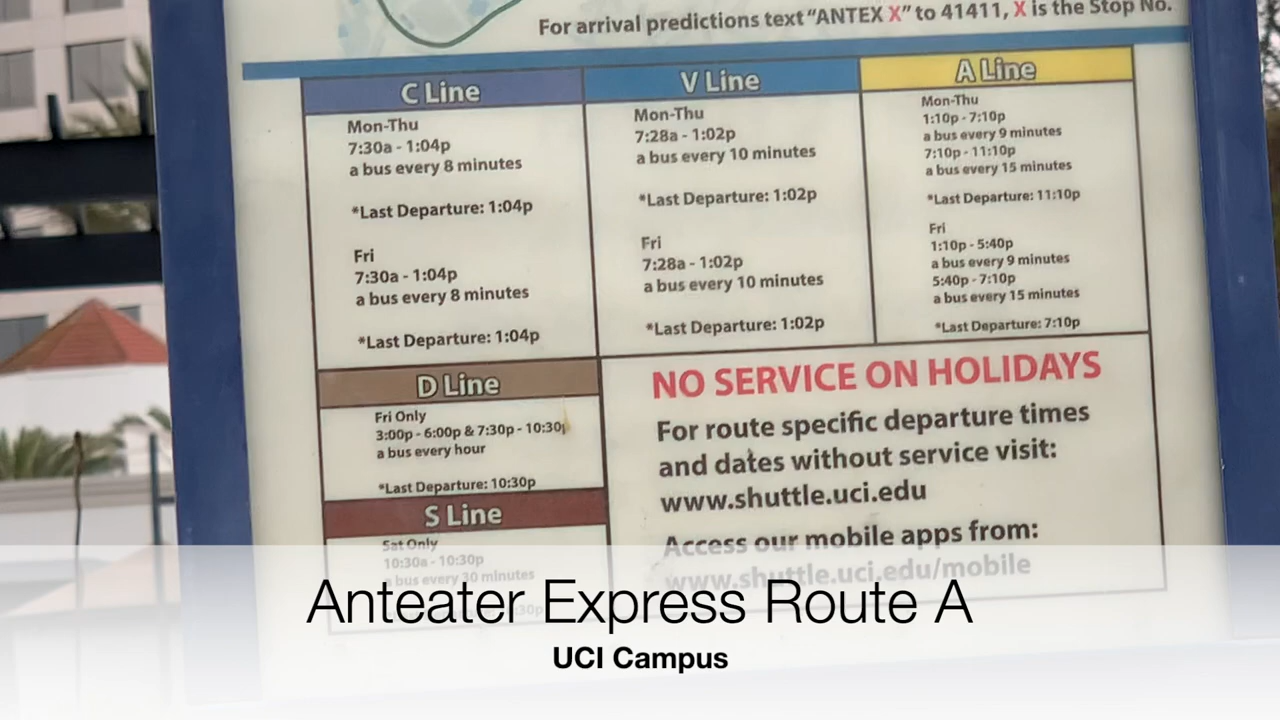 For arrival predictions text "ANTEX X" to 41411, X is the Stop No.
C Line
Mon-Thu
7:30a - 1:04p
a bus every 8 minutes
*Last Departure: 1:04p
Fri
7:30a - 1:04p
a bus every 8 minutes
*Last Departure: 1:04p
V Line
Mon-Thu
7:28a - 1:02p
a bus every 10 minutes
*Last Departure: 1:02p
Fri
7:28a - 1:02p
a bus every 10 minutes
*Last Departure: 1:02p
A Line
Mon-Thu
1:10p - 7:10p
a bus every 9 minutes
7:10p - 11:10p
a bus every 15 minutes
*Last Departure: 11:10p
Fri
1:10p - 5:40p
a bus every 9 minutes
5:40p - 7:10p
a bus every 15 minutes
*Last Departure: 7:10p
D Line
Fri Only
3:00p - 6:00p & 7:30p - 10:30p
a bus every hour
*Last Departure: 10:30p
S Line
Sat Only
10:30a - 10:30p
a bus every 30 minutes
NO SERVICE ON HOLIDAYS
For route specific departure times
and dates without service visit:
www.shuttle.uci.edu
Access our mobile apps from:
www.shuttle.uci.edu/mobile
Anteater Express Route A
UCI Campus